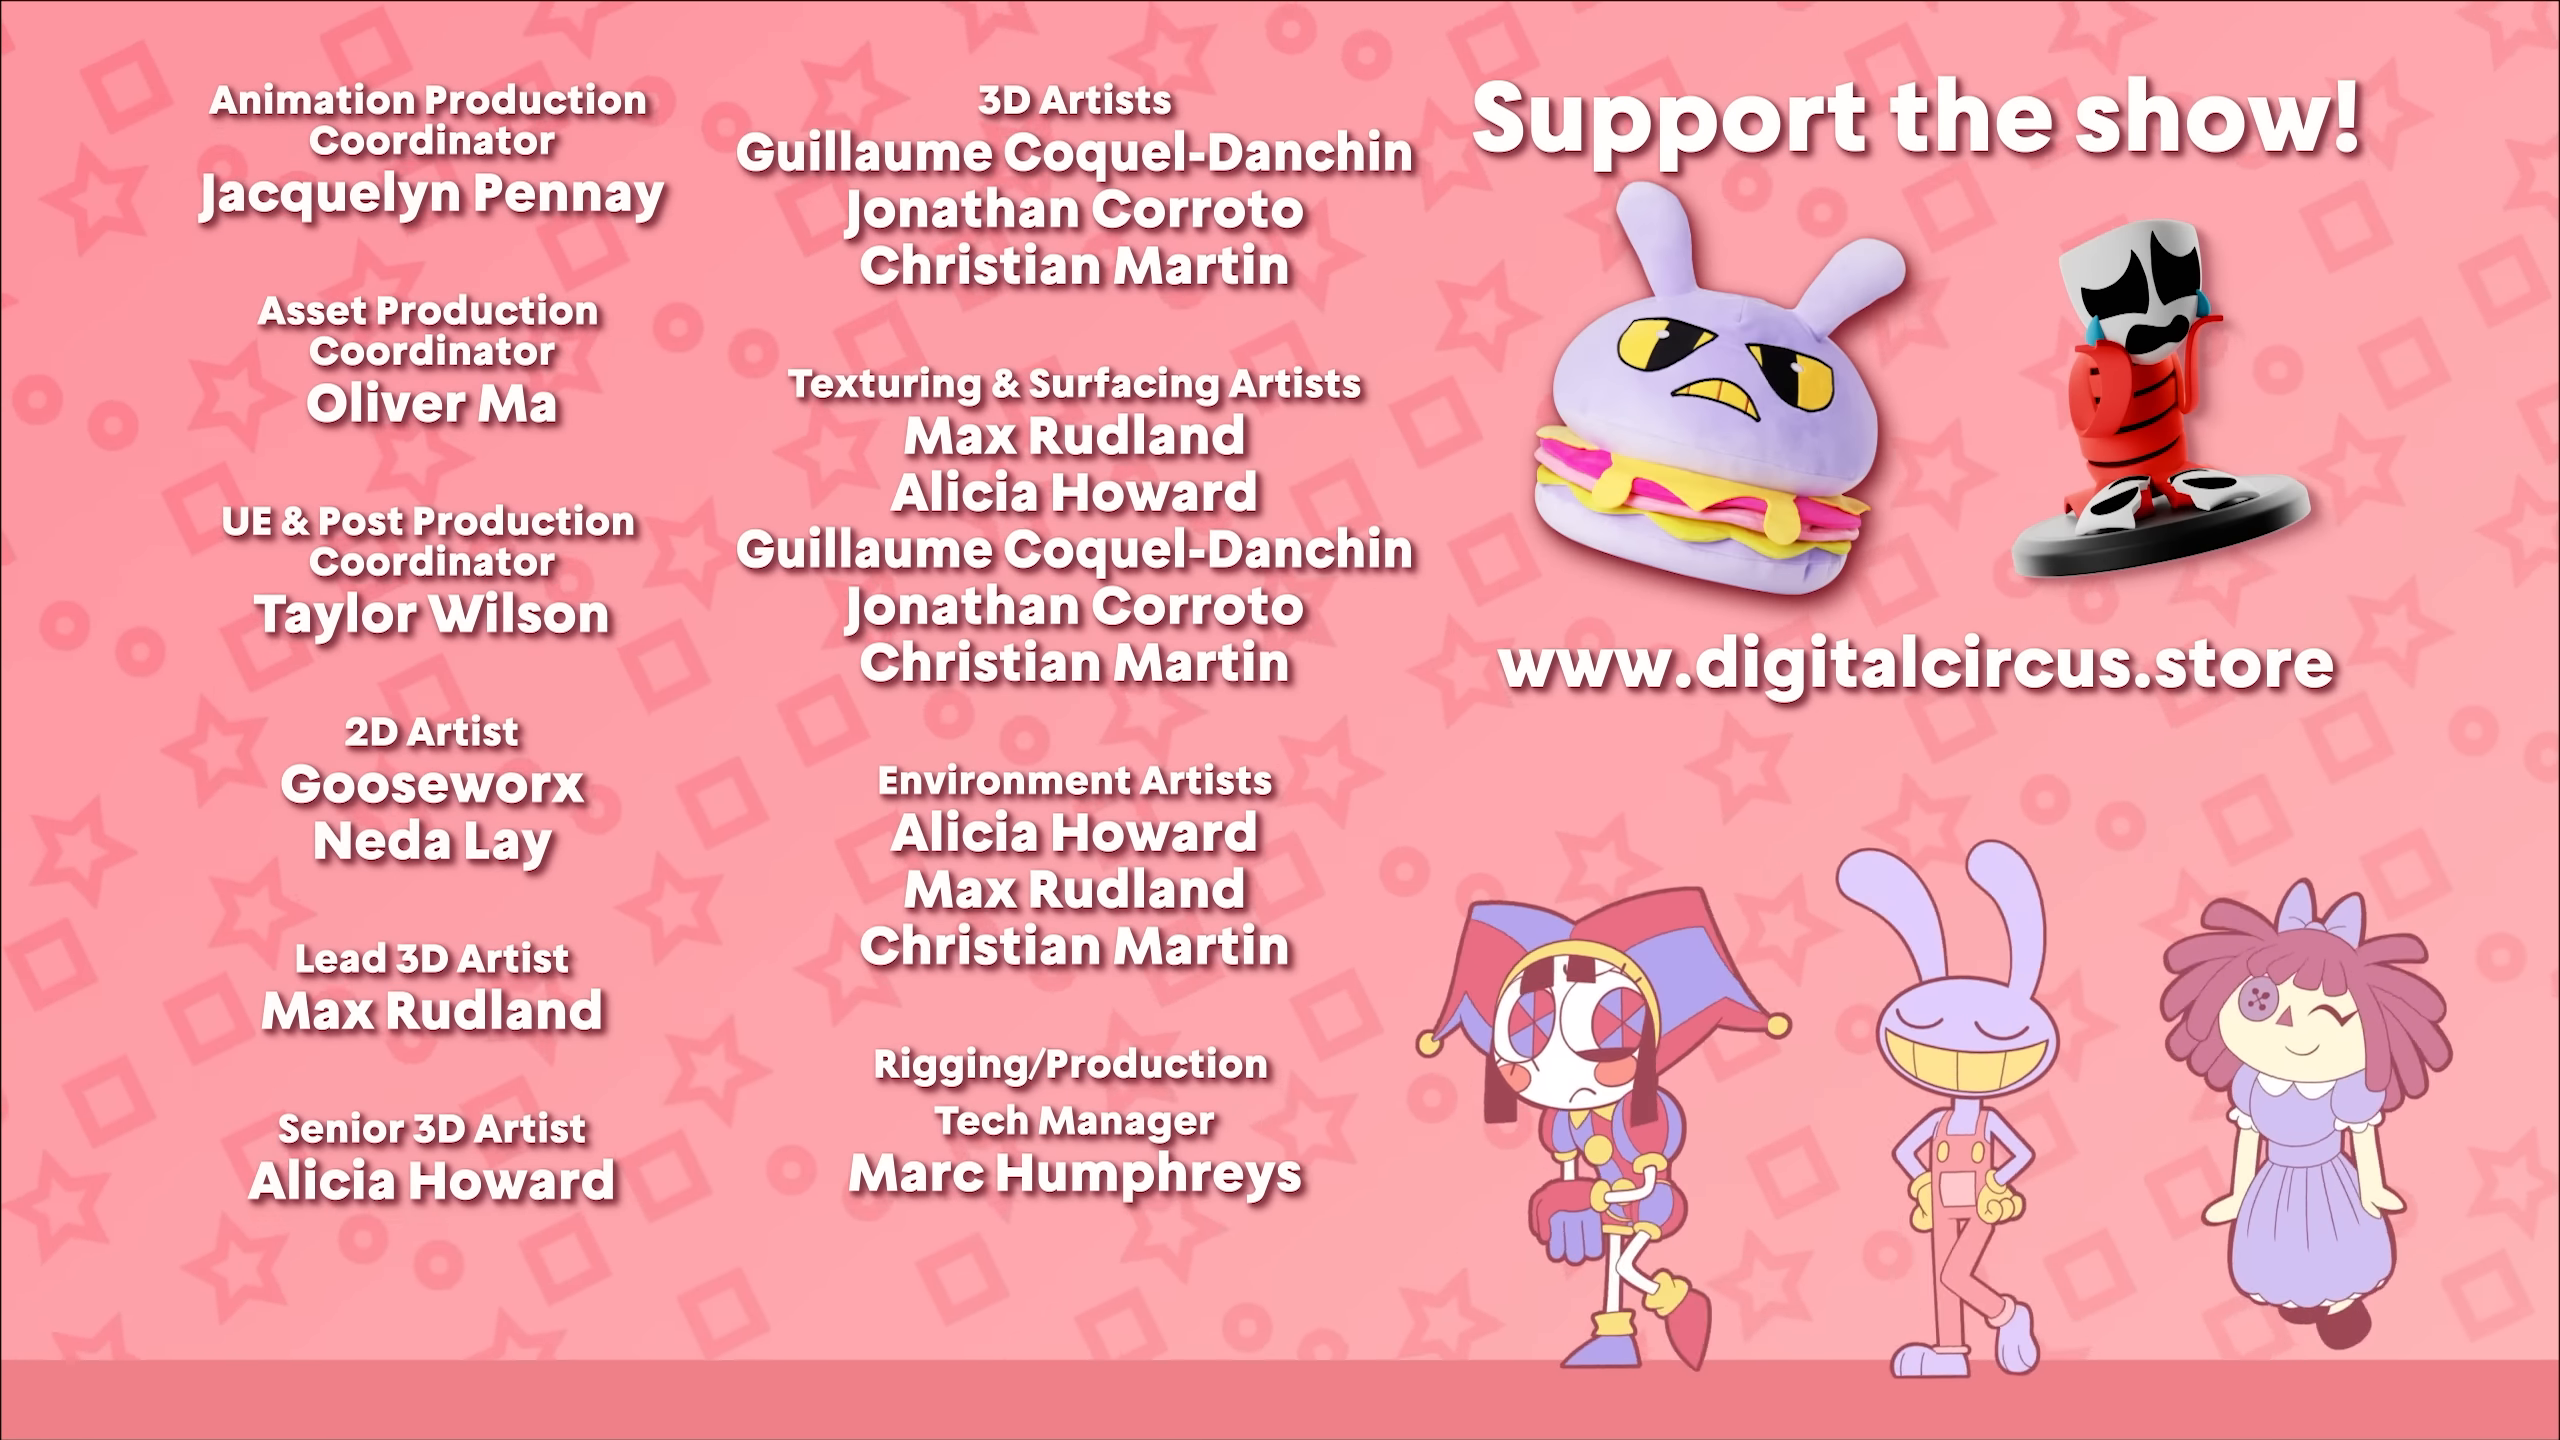 Animation Production
Coordinator
Jacquelyn Pennay
Asset Production
Coordinator
Oliver Ma
UE & Post Production
Coordinator
Taylor Wilson
2D Artist
Gooseworx
Neda Lay
Lead 3D Artist
Max Rudland
Senior 3D Artist
Alicia Howard
3D Artists
Guillaume Coquel-Danchin
Jonathan Corroto
Christian Martin
Texturing & Surfacing Artists
Max Rudland
Alicia Howard
Guillaume Coquel-Danchin
Jonathan Corroto
Christian Martin
Environment Artists
Alicia Howard
Max Rudland
Christian Martin
Rigging/Production
Tech Manager
Marc Humphreys
Support the show!
www.digitalcircus.store